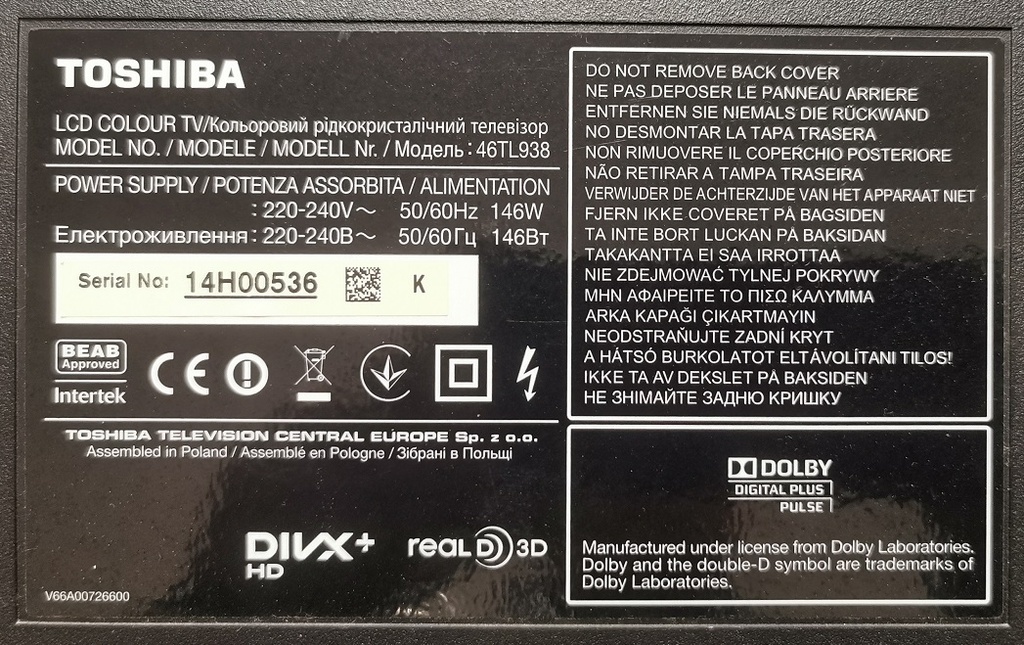 TOSHIBA
LCD COLOUR TV/Кольоровий рідкокристалічний телевізор
MODEL NO. / MODELE / MODELL Nr. / Модель : 46TL938
POWER SUPPLY / POTENZA ASSORBITA / ALIMENTATION
: 220-240V～ 50/60Hz 146W
Електроживлення: 220-240В～ 50/60Гц 146Вт
Serial No: 14H00536 K
BEAB
Approved
Intertek
CE
TOSHIBA TELEVISION CENTRAL EUROPE Sp. z o.o.
Assembled in Poland / Assemblé en Pologne / Зібрані в Польщі
DIVX+
HD
REALD 3D
V66A00726600
DO NOT REMOVE BACK COVER
NE PAS DEPOSER LE PANNEAU ARRIERE
ENTFERNEN SIE NIEMALS DIE RÜCKWAND
NO DESMONTAR LA TAPA TRASERA
NON RIMUOVERE IL COPERCHIO POSTERIORE
NÃO RETIRAR A TAMPA TRASEIRA
VERWIJDER DE ACHTERZIJDE VAN HET APPARAAT NIET
FJERN IKKE COVERET PÅ BAGSIDEN
TA INTE BORT LUCKAN PÅ BAKSIDAN
TAKAKANTTA EI SAA IRROTTAA
NIE ZDEJMOWAĆ TYLNEJ POKRYWY
ΜΗΝ ΑΦΑΙΡΕΙΤΕ ΤΟ ΠΙΣΩ ΚΑΛΥΜΜΑ
ARKA KAPAĞI ÇIKARTMAYIN
NEODSTRAŇUJTE ZADNÍ KRYT
A HÁTSÓ BURKOLATOT ELTÁVOLÍTANI TILOS!
IKKE TA AV DEKSLET PÅ BAKSIDEN
НЕ ЗНІМАЙТЕ ЗАДНЮ КРИШКУ
DOLBY
DIGITAL PLUS
PULSE
Manufactured under license from Dolby Laboratories.
Dolby and the double-D symbol are trademarks of
Dolby Laboratories.